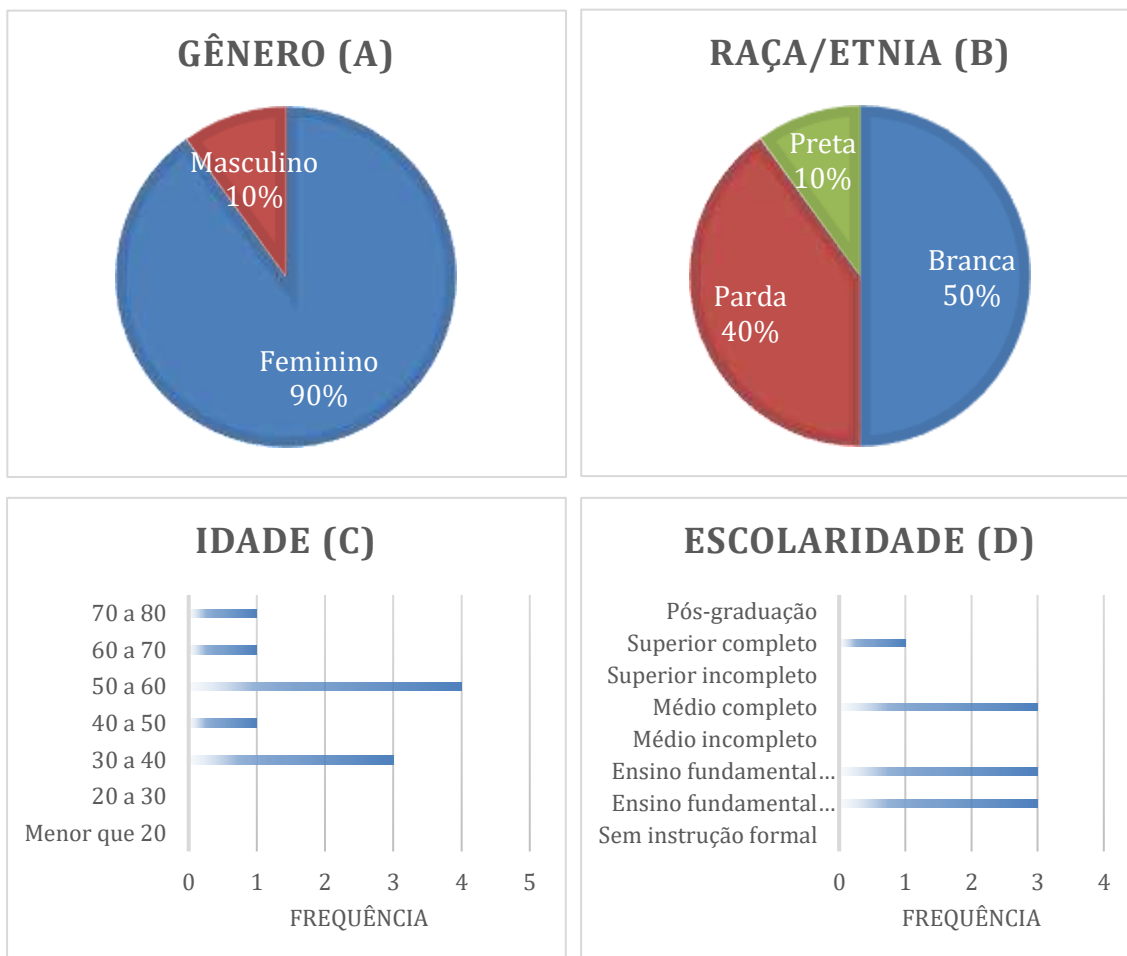 GÊNERO (A)
Masculino
10%
Feminino
90%
RAÇA/ETNIA (B)
Preta
10%
Branca
50%
Parda
40%
IDADE (C)
70 a 80
60 a 70
50 a 60
40 a 50
30 a 40
20 a 30
Menor que 20
0 1 2 3 4 5
FREQUÊNCIA
ESCOLARIDADE (D)
Pós-graduação
Superior completo
Superior incompleto
Médio completo
Médio incompleto
Ensino fundamental…
Ensino fundamental…
Sem instrução formal
0 1 2 3 4
FREQUÊNCIA